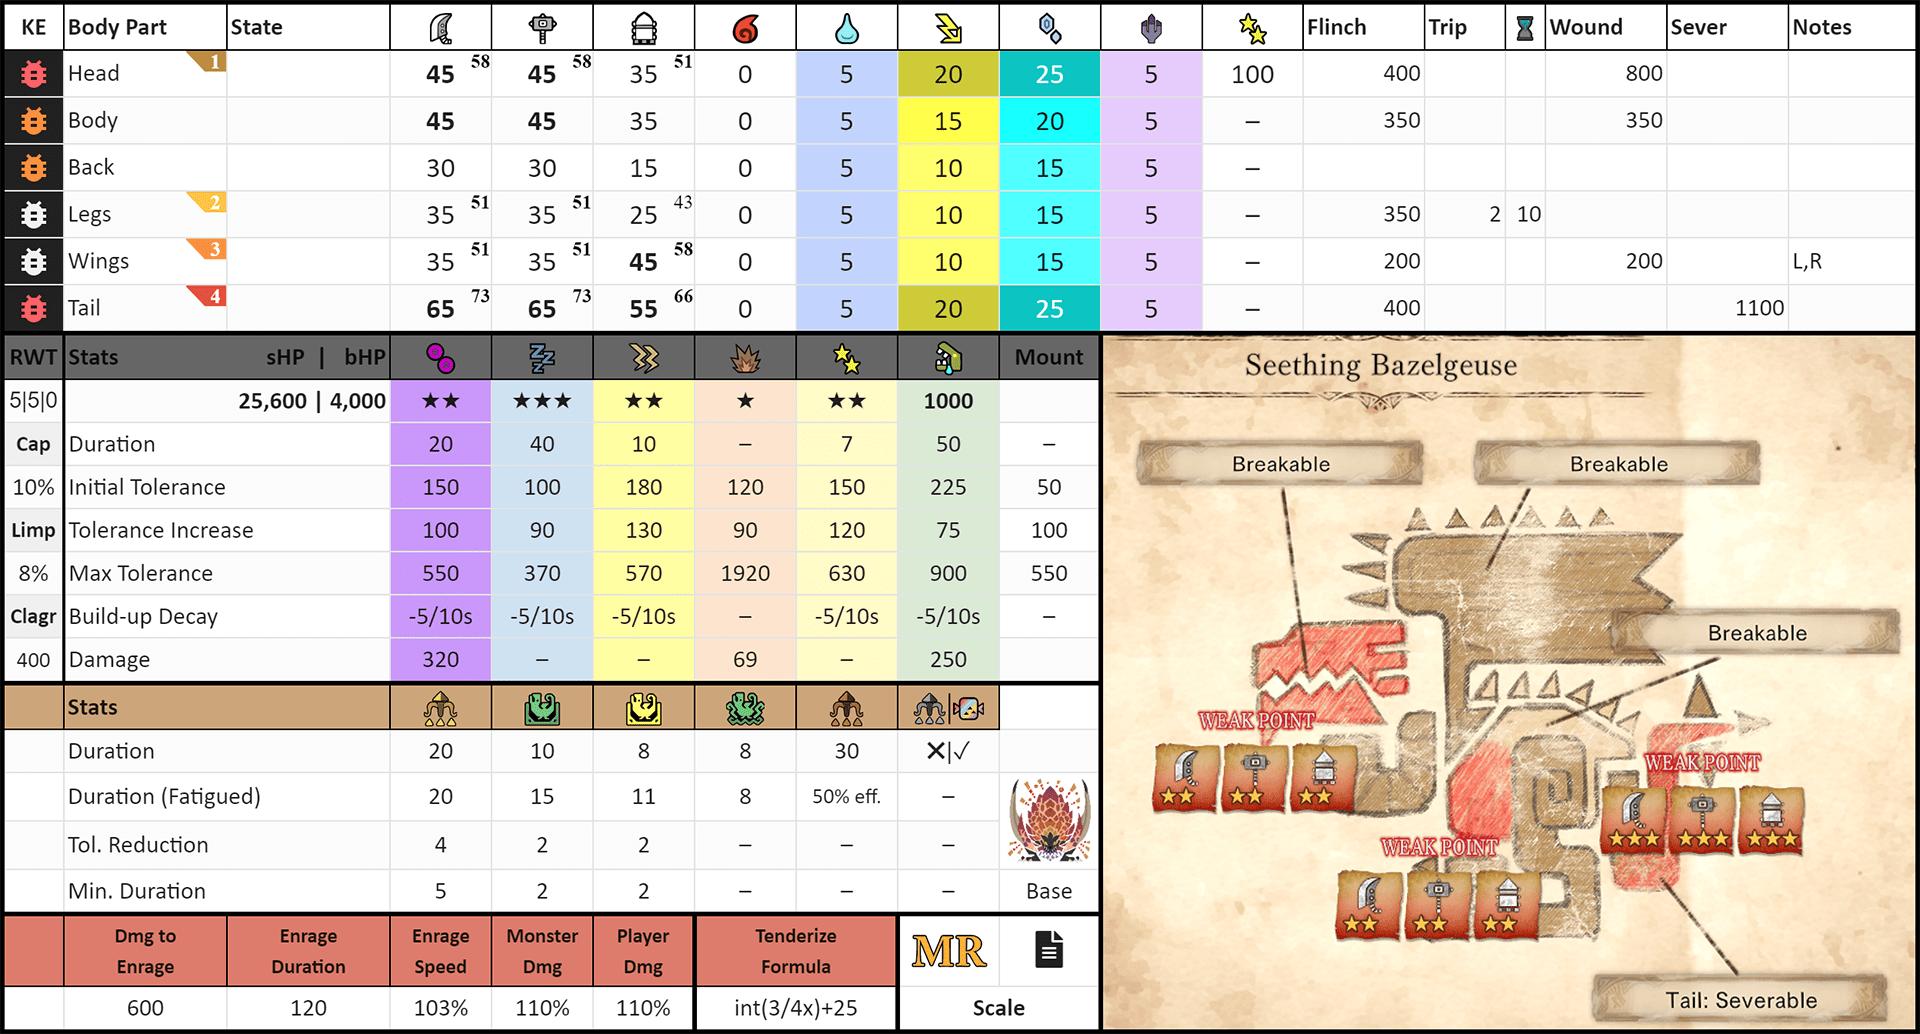 KE Body Part State Flinch Trip Wound Sever Notes
Head 1 45 58 45 58 35 51 0 5 20 25 5 100 400 800
Body 45 45 35 0 5 15 20 5 – 350 350
Back 30 30 15 0 5 10 15 5 –
Legs 2 35 51 35 51 25 43 0 5 10 15 5 – 350 2 10
Wings 3 35 51 35 51 45 58 0 5 10 15 5 – 200 200 L,R
Tail 4 65 73 65 73 55 66 0 5 20 25 5 – 400 1100
RWT Stats sHP | bHP Mount
5|5|0 25,600 | 4,000 ★★ ★★★ ★★ ★ ★★ 1000
Cap Duration 20 40 10 – 7 50 –
10% Initial Tolerance 150 100 180 120 150 225 50
Limp Tolerance Increase 100 90 130 90 120 75 100
8% Max Tolerance 550 370 570 1920 630 900 550
Clagr Build-up Decay -5/10s -5/10s -5/10s – -5/10s -5/10s –
400 Damage 320 – – 69 – 250
Stats
Duration 20 10 8 8 30 ✕|✓
Duration (Fatigued) 20 15 11 8 50% eff. –
Tol. Reduction 4 2 2 – – –
Min. Duration 5 2 2 – – – Base
Dmg to Enrage Monster Player Tenderize
Enrage Duration Speed Dmg Dmg Formula
Enrage
MR
600 120 103% 110% 110% int(3/4x)+25 Scale
Seething Bazelgeuse
Breakable Breakable
Breakable
WEAK POINT
WEAK POINT
WEAK POINT
Tail: Severable